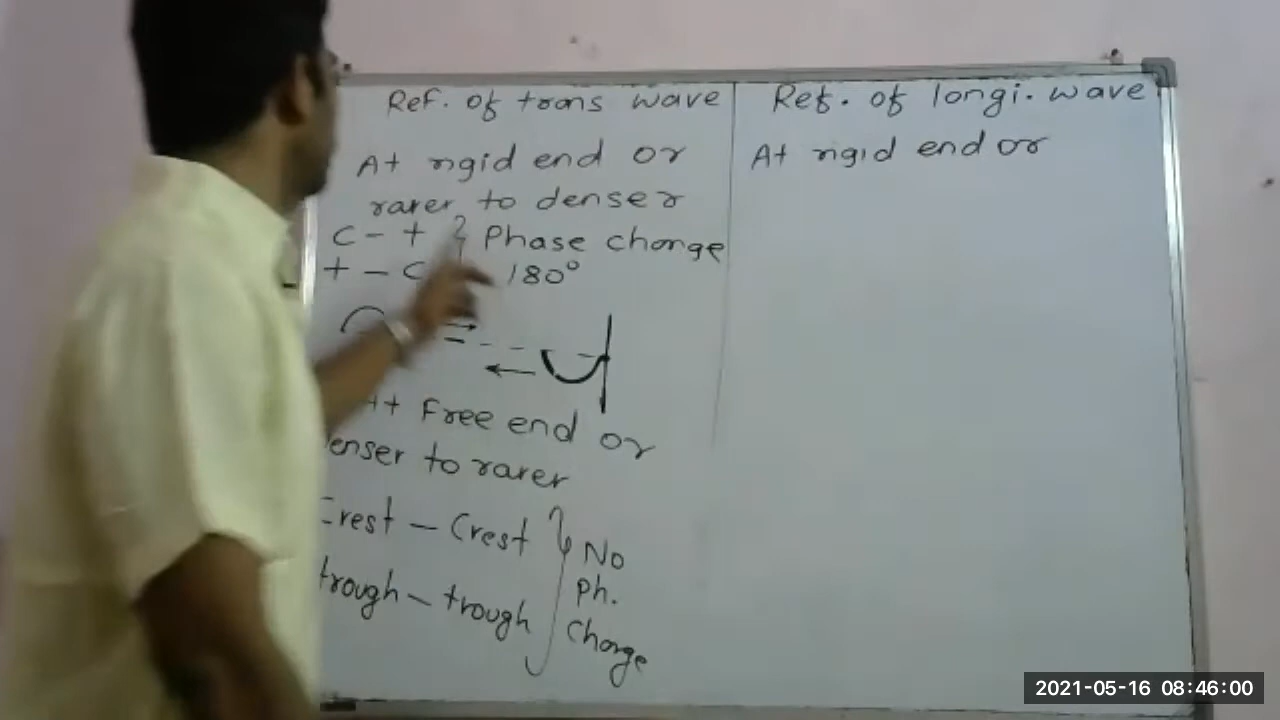 Ref. of trans wave
At rigid end or
rarer to denser
c - t } Phase change
t - c 180°
At Free end or
enser to rarer
Crest - Crest } No
Ph.
trough - trough Change
Ref. of longi. wave
At rigid end or
2021-05-16 08:46:00